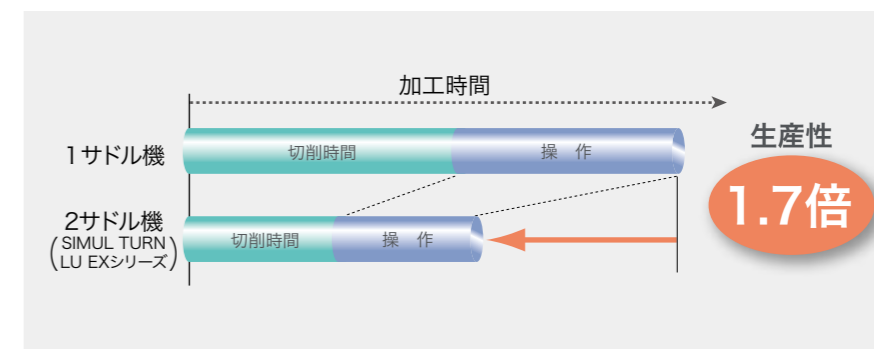 加工時間
1サドル機
切削時間
操 作
生産性
1.7倍
2サドル機
(SIMUL TURN
LU EXシリーズ)
切削時間
操 作